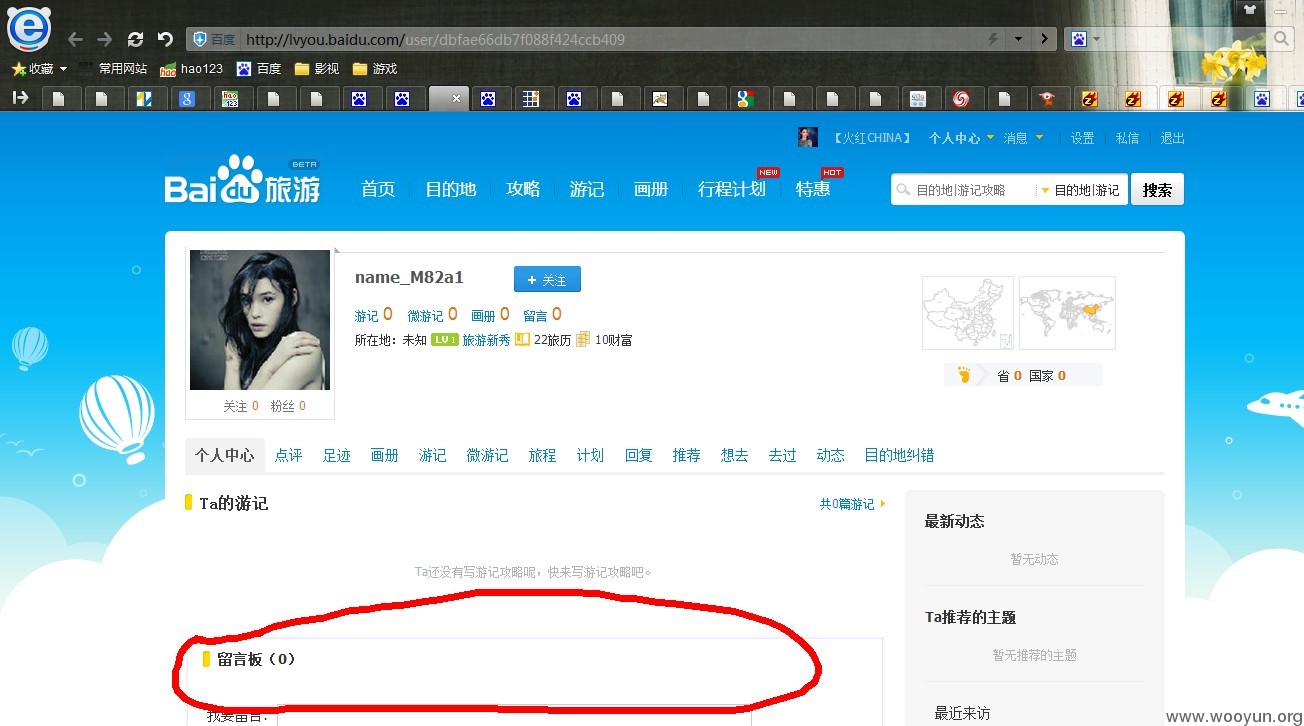 百度 http://lvyou.baidu.com/user/dbfae66db7f088f424ccb409
收藏 常用网站 hao123 百度 影视 游戏
【火红CHINA】 个人中心 消息 设置 私信 退出
Bai du 旅游 BETA
首页 目的地 攻略 游记 画册 行程计划 NEW 特惠 HOT
目的地|游记攻略 目的地|游记 搜索
name_M82a1 + 关注
游记 0 微游记 0 画册 0 留言 0
所在地：未知 LV 1 旅游新秀 22旅历 10财富
省 0 国家 0
关注 0 粉丝 0
个人中心 点评 足迹 画册 游记 微游记 旅程 计划 回复 推荐 想去 去过 动态 目的地纠错
Ta的游记 共0篇游记
Ta还没有写游记攻略呢，快来写游记攻略吧。
留言板（0）
我要留言：
最新动态
暂无动态
Ta推荐的主题
暂无推荐的主题
最近来访
www.wooyun.org